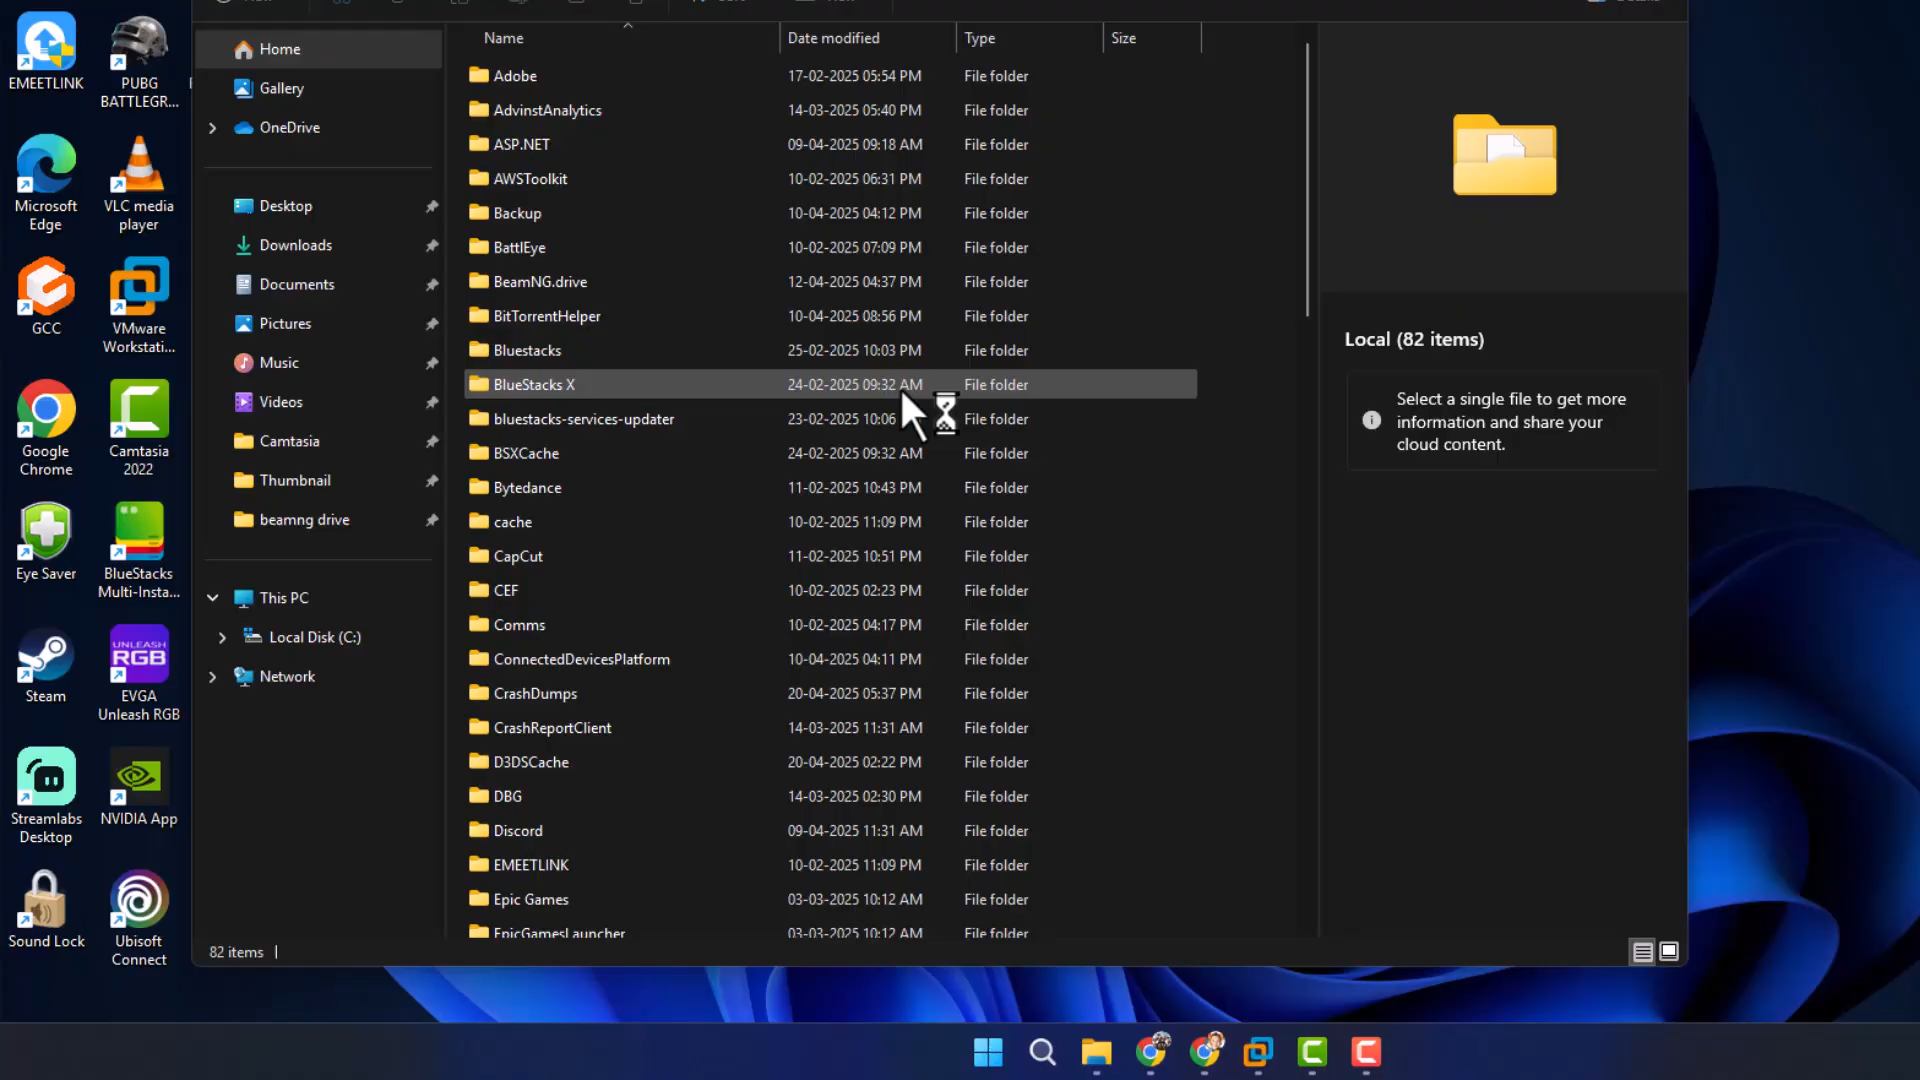 EMEETLINK
PUBG
BATTLEGR...
Microsoft
Edge
VLC media
player
GCC
VMware
Workstati...
Google
Chrome
Camtasia
2022
Eye Saver
BlueStacks
Multi-Insta...
Steam
UNLEASH
RGB
EVGA
Unleash RGB
Streamlabs
Desktop
NVIDIA App
Sound Lock
Ubisoft
Connect
Home
Gallery
OneDrive
Desktop
Downloads
Documents
Pictures
Music
Videos
Camtasia
Thumbnail
beamng drive
This PC
Local Disk (C:)
Network
Name Date modified Type Size
Adobe 17-02-2025 05:54 PM File folder
AdvinstAnalytics 14-03-2025 05:40 PM File folder
ASP.NET 09-04-2025 09:18 AM File folder
AWSToolkit 10-02-2025 06:31 PM File folder
Backup 10-04-2025 04:12 PM File folder
BattlEye 10-02-2025 07:09 PM File folder
BeamNG.drive 12-04-2025 04:37 PM File folder
BitTorrentHelper 10-04-2025 08:56 PM File folder
Bluestacks 25-02-2025 10:03 PM File folder
BlueStacks X 24-02-2025 09:32 AM File folder
bluestacks-services-updater 23-02-2025 10:06 File folder
BSXCache 24-02-2025 09:32 AM File folder
Bytedance 11-02-2025 10:43 PM File folder
cache 10-02-2025 11:09 PM File folder
CapCut 11-02-2025 10:51 PM File folder
CEF 10-02-2025 02:23 PM File folder
Comms 10-02-2025 04:17 PM File folder
ConnectedDevicesPlatform 10-04-2025 04:11 PM File folder
CrashDumps 20-04-2025 05:37 PM File folder
CrashReportClient 14-03-2025 11:31 AM File folder
D3DSCache 20-04-2025 02:22 PM File folder
DBG 14-03-2025 02:30 PM File folder
Discord 09-04-2025 11:31 AM File folder
EMEETLINK 10-02-2025 11:09 PM File folder
Epic Games 03-03-2025 10:12 AM File folder
EpicGamesLauncher 03-03-2025 10:12 AM File folder
82 items
Local (82 items)
Select a single file to get more
information and share your
cloud content.